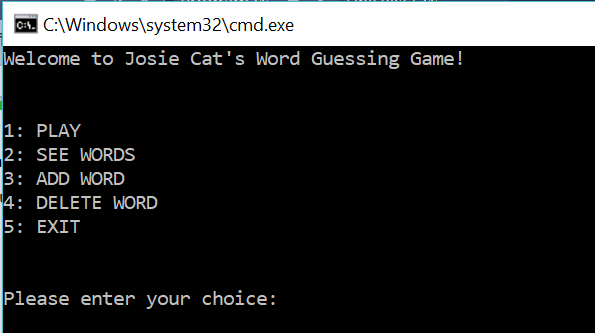 C:\Windows\system32\cmd.exe
Welcome to Josie Cat's Word Guessing Game!
1: PLAY
2: SEE WORDS
3: ADD WORD
4: DELETE WORD
5: EXIT
Please enter your choice: